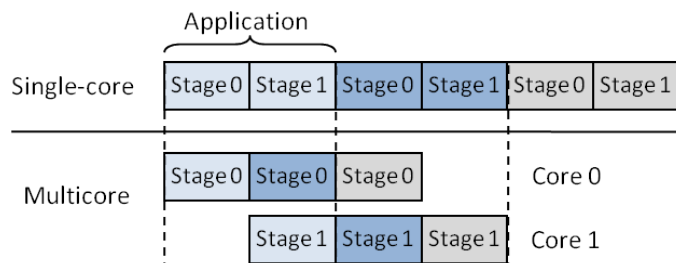 Application
Single-core Stage 0 Stage 1 Stage 0 Stage 1 Stage 0 Stage 1
Multicore
Stage 0 Stage 0 Stage 0 Core 0
Stage 1 Stage 1 Stage 1 Core 1